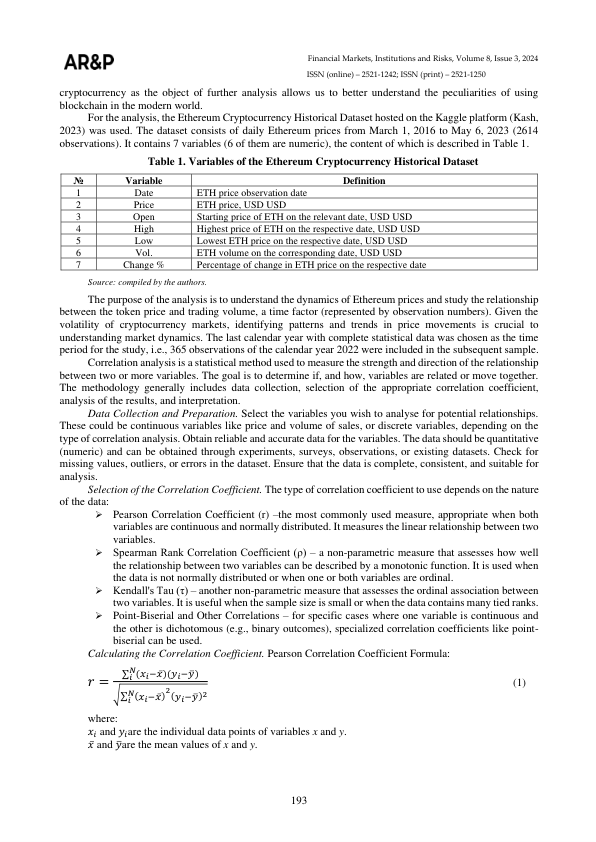 AR&P
Financial Markets, Institutions and Risks, Volume 8, Issue 3, 2024
ISSN (online) – 2521-1242; ISSN (print) – 2521-1250
cryptocurrency as the object of further analysis allows us to better understand the peculiarities of using
blockchain in the modern world.
For the analysis, the Ethereum Cryptocurrency Historical Dataset hosted on the Kaggle platform (Kash,
2023) was used. The dataset consists of daily Ethereum prices from March 1, 2016 to May 6, 2023 (2614
observations). It contains 7 variables (6 of them are numeric), the content of which is described in Table 1.
Table 1. Variables of the Ethereum Cryptocurrency Historical Dataset
№ Variable Definition
1 Date ETH price observation date
2 Price ETH price, USD USD
3 Open Starting price of ETH on the relevant date, USD USD
4 High Highest price of ETH on the respective date, USD USD
5 Low Lowest ETH price on the respective date, USD USD
6 Vol. ETH volume on the corresponding date, USD USD
7 Change % Percentage of change in ETH price on the respective date
Source: compiled by the authors.
The purpose of the analysis is to understand the dynamics of Ethereum prices and study the relationship
between the token price and trading volume, a time factor (represented by observation numbers). Given the
volatility of cryptocurrency markets, identifying patterns and trends in price movements is crucial to
understanding market dynamics. The last calendar year with complete statistical data was chosen as the time
period for the study, i.e., 365 observations of the calendar year 2022 were included in the subsequent sample.
Correlation analysis is a statistical method used to measure the strength and direction of the relationship
between two or more variables. The goal is to determine if, and how, variables are related or move together.
The methodology generally includes data collection, selection of the appropriate correlation coefficient,
analysis of the results, and interpretation.
Data Collection and Preparation. Select the variables you wish to analyse for potential relationships.
These could be continuous variables like price and volume of sales, or discrete variables, depending on the
type of correlation analysis. Obtain reliable and accurate data for the variables. The data should be quantitative
(numeric) and can be obtained through experiments, surveys, observations, or existing datasets. Check for
missing values, outliers, or errors in the dataset. Ensure that the data is complete, consistent, and suitable for
analysis.
Selection of the Correlation Coefficient. The type of correlation coefficient to use depends on the nature
of the data:
➢ Pearson Correlation Coefficient (r) –the most commonly used measure, appropriate when both
variables are continuous and normally distributed. It measures the linear relationship between two
variables.
➢ Spearman Rank Correlation Coefficient (ρ) – a non-parametric measure that assesses how well
the relationship between two variables can be described by a monotonic function. It is used when
the data is not normally distributed or when one or both variables are ordinal.
➢ Kendall's Tau (τ) – another non-parametric measure that assesses the ordinal association between
two variables. It is useful when the sample size is small or when the data contains many tied ranks.
➢ Point-Biserial and Other Correlations – for specific cases where one variable is continuous and
the other is dichotomous (e.g., binary outcomes), specialized correlation coefficients like point-
biserial can be used.
Calculating the Correlation Coefficient. Pearson Correlation Coefficient Formula:
r = ∑ᵢᴺ(xᵢ−x̄)(yᵢ−ȳ) / √(∑ᵢᴺ(xᵢ−x̄)²(yᵢ−ȳ)²) (1)
where:
xᵢ and yᵢare the individual data points of variables x and y.
x̄ and ȳare the mean values of x and y.
193